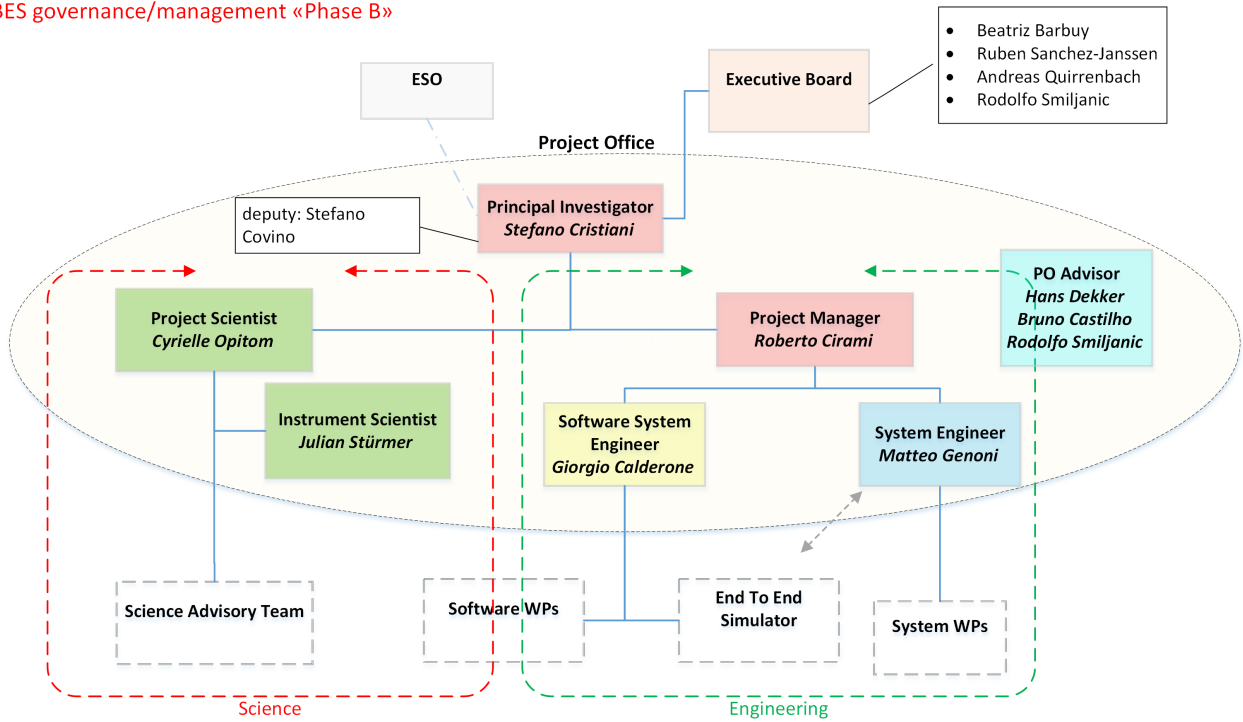 BES governance/management «Phase B»
ESO
Executive Board
• Beatriz Barbuy
• Ruben Sanchez-Janssen
• Andreas Quirrenbach
• Rodolfo Smiljanic
Project Office
deputy: Stefano
Covino
Principal Investigator
Stefano Cristiani
PO Advisor
Hans Dekker
Bruno Castilho
Rodolfo Smiljanic
Project Scientist
Cyrielle Opitom
Project Manager
Roberto Cirami
Instrument Scientist
Julian Stürmer
Software System
Engineer
Giorgio Calderone
System Engineer
Matteo Genoni
Science Advisory Team
Software WPs
End To End
Simulator
System WPs
Science
Engineering